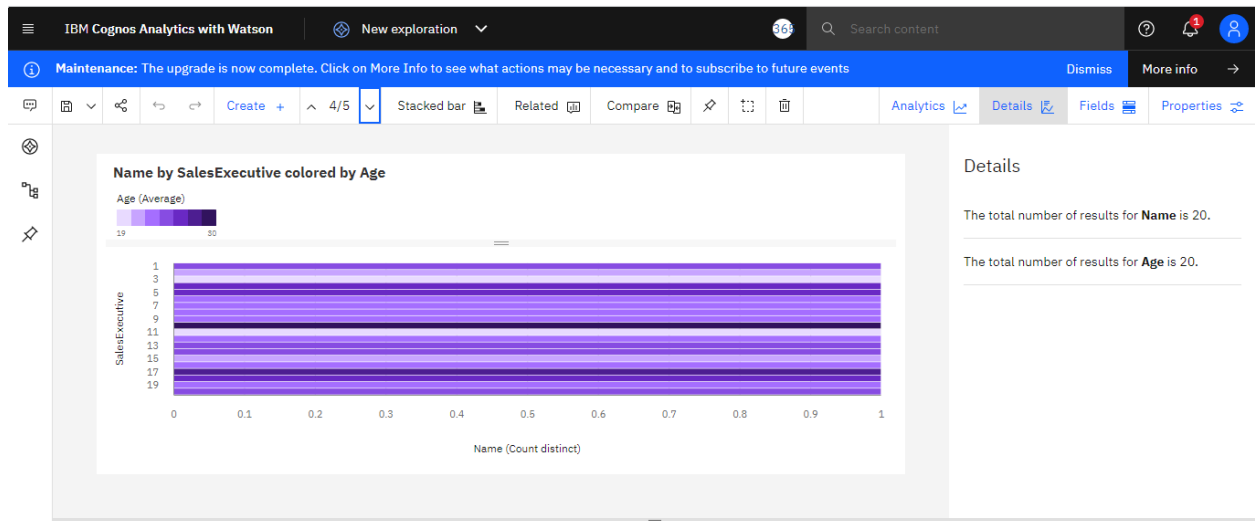 IBM Cognos Analytics with Watson
New exploration
365
Search content
1
Maintenance: The upgrade is now complete. Click on More Info to see what actions may be necessary and to subscribe to future events
Dismiss
More info
Create +
4/5
Stacked bar
Related
Compare
Analytics
Details
Fields
Properties
Name by SalesExecutive colored by Age
Age (Average)
19 30
SalesExecutive
1
3
5
7
9
11
13
15
17
19
0 0.1 0.2 0.3 0.4 0.5 0.6 0.7 0.8 0.9 1
Name (Count distinct)
Details
The total number of results for Name is 20.
The total number of results for Age is 20.